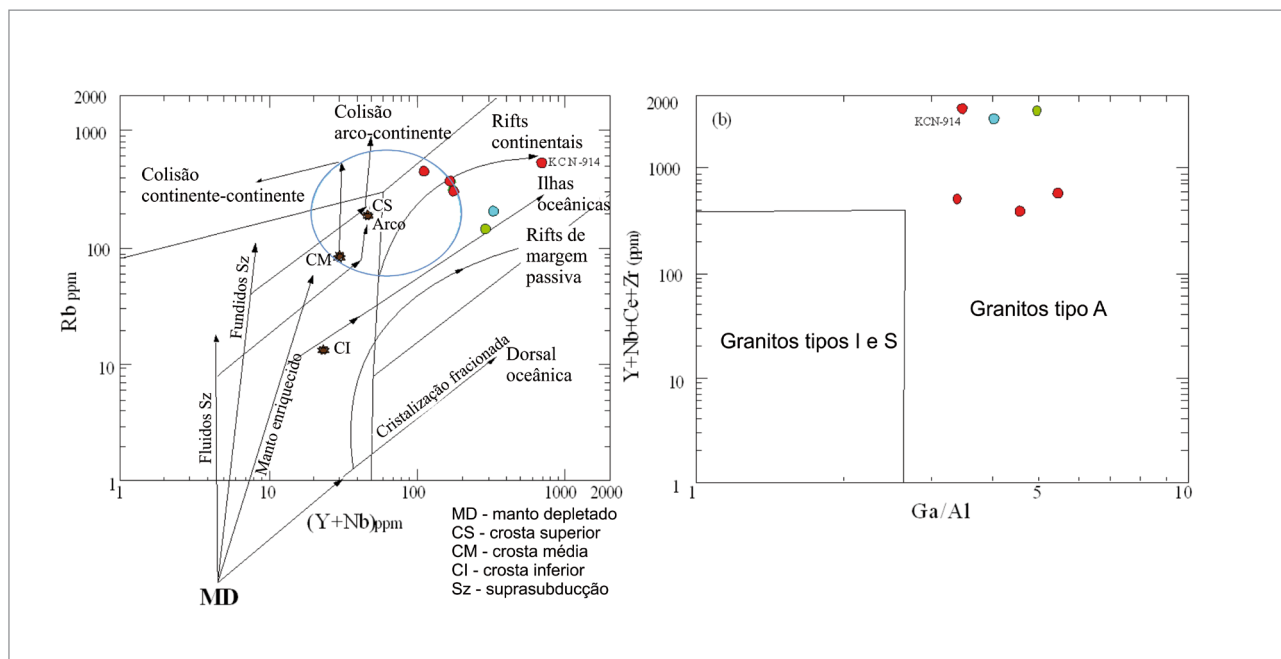 2000
1000
100
10
1
Rb ppm
Colisão
arco-continente
Rifts
continentais
KCN-914
Colisão
continente-continente
Ilhas
oceânicas
CS
Arco
CM
Rifts de
margem
passiva
Fundidos Sz
CI
Dorsal
oceânica
Fluidos Sz
Manto enriquecido
Cristalização fracionada
1
10
100
1000
2000
(Y+Nb)ppm
MD
MD - manto depletado
CS - crosta superior
CM - crosta média
CI - crosta inferior
Sz - suprasubducção
2000
1000
100
10
1
Y+Nb+Ce+Zr (ppm)
(b)
KCN-914
Granitos tipo A
Granitos tipos I e S
1
5
10
Ga/Al